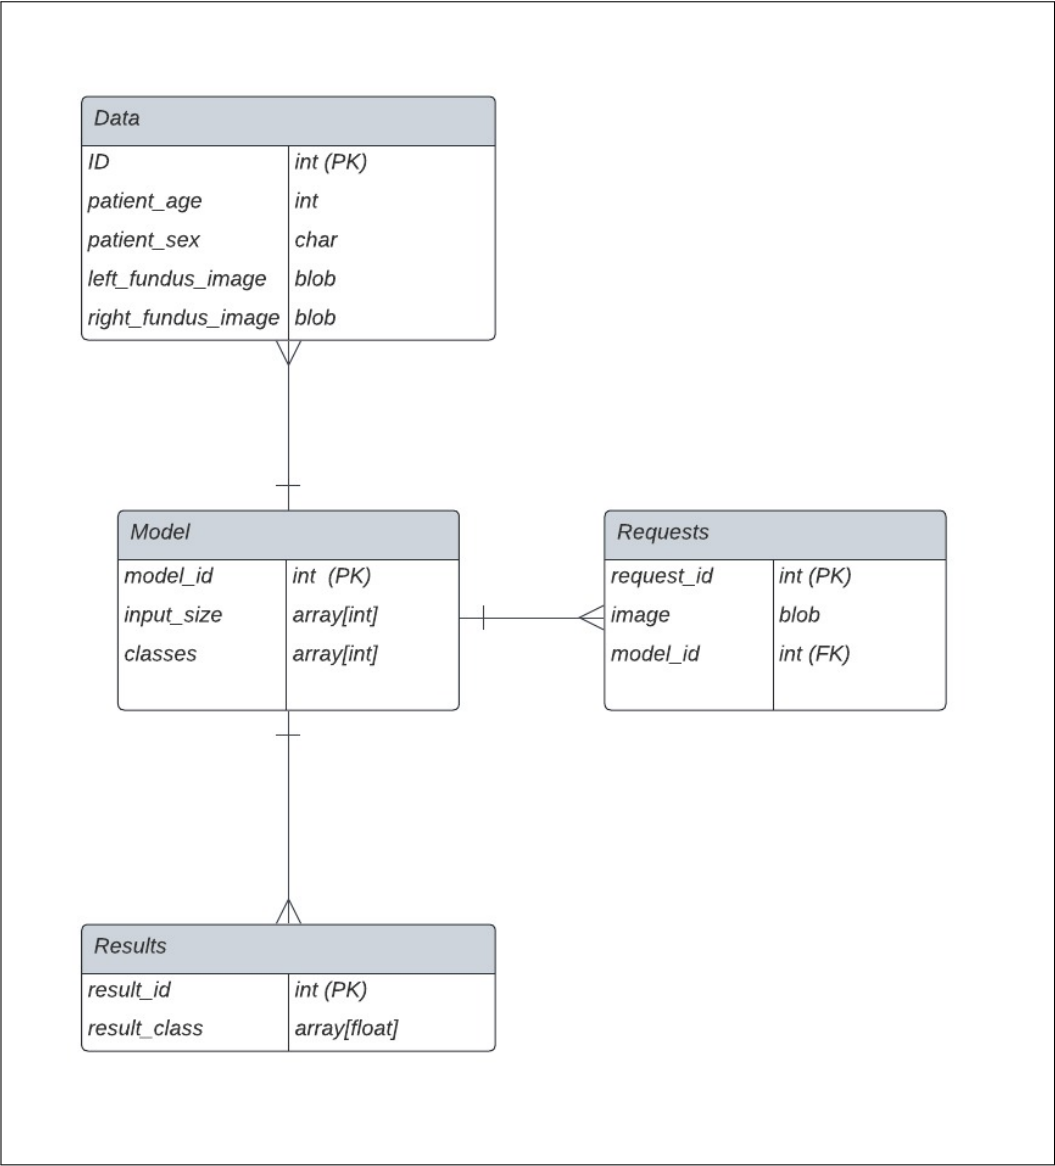 Data
ID int (PK)
patient_age int
patient_sex char
left_fundus_image blob
right_fundus_image blob
Model
model_id int (PK)
input_size array[int]
classes array[int]
Requests
request_id int (PK)
image blob
model_id int (FK)
Results
result_id int (PK)
result_class array[float]